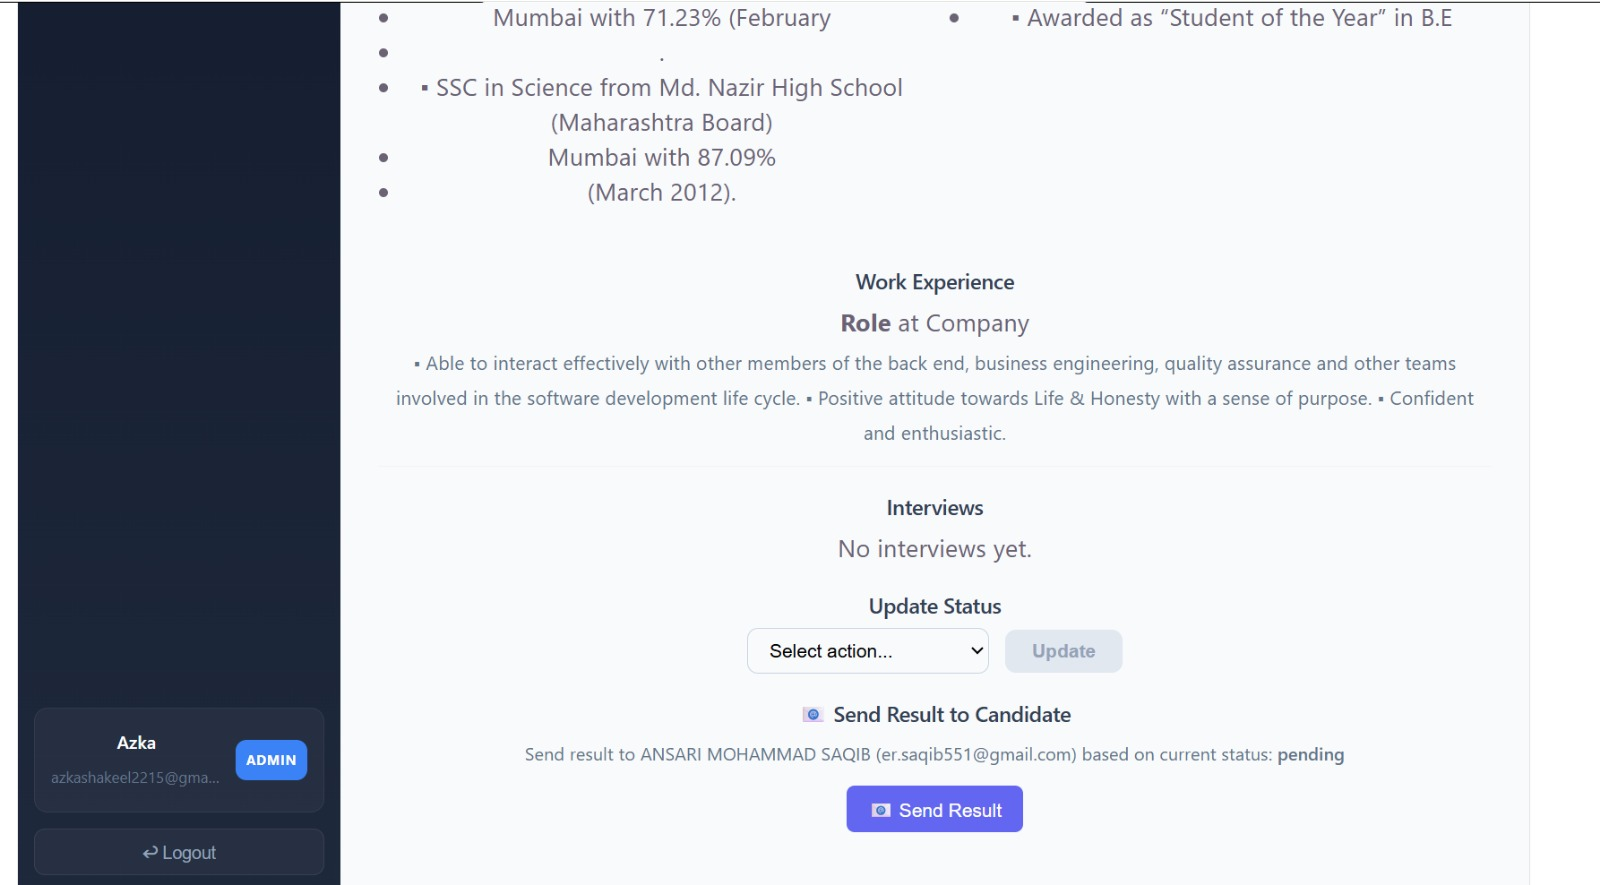 Mumbai with 71.23% (February
.
▪ SSC in Science from Md. Nazir High School
(Maharashtra Board)
Mumbai with 87.09%
(March 2012).
▪ Awarded as “Student of the Year” in B.E
Work Experience
Role at Company
▪ Able to interact effectively with other members of the back end, business engineering, quality assurance and other teams
involved in the software development life cycle. ▪ Positive attitude towards Life & Honesty with a sense of purpose. ▪ Confident
and enthusiastic.
Interviews
No interviews yet.
Update Status
Select action...
Update
Send Result to Candidate
Send result to ANSARI MOHAMMAD SAQIB (er.saqib551@gmail.com) based on current status: pending
Send Result
Azka
azkashakeel2215@gma...
ADMIN
↩ Logout